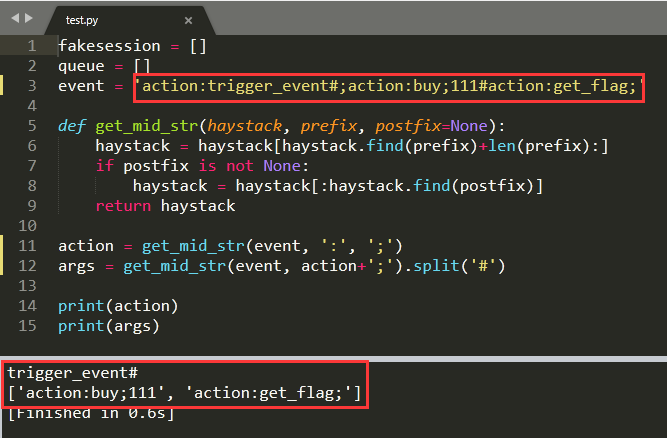 test.py
1 fakesession = []
2 queue = []
3 event = 'action:trigger_event#;action:buy;111#action:get_flag;'
4
5 def get_mid_str(haystack, prefix, postfix=None):
6     haystack = haystack[haystack.find(prefix)+len(prefix):]
7     if postfix is not None:
8         haystack = haystack[:haystack.find(postfix)]
9     return haystack
10
11 action = get_mid_str(event, ':', ';')
12 args = get_mid_str(event, action+';').split('#')
13
14 print(action)
15 print(args)
trigger_event#
['action:buy;111', 'action:get_flag;']
[Finished in 0.6s]